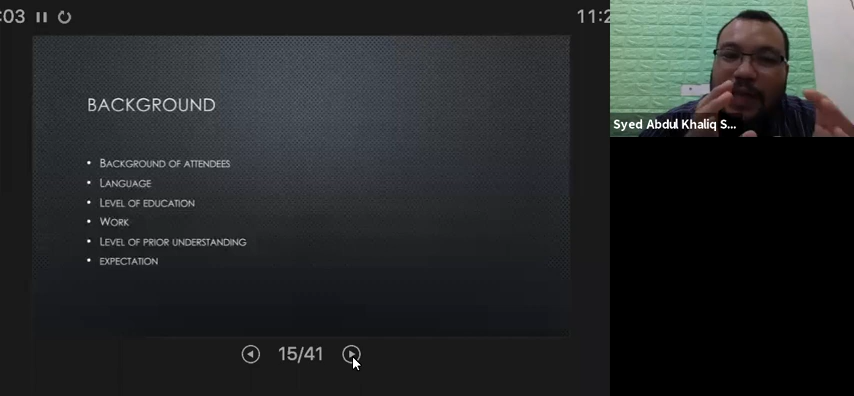 :03
11:2
BACKGROUND
• BACKGROUND OF ATTENDEES
• LANGUAGE
• LEVEL OF EDUCATION
• WORK
• LEVEL OF PRIOR UNDERSTANDING
• EXPECTATION
15/41
Syed Abdul Khaliq S...